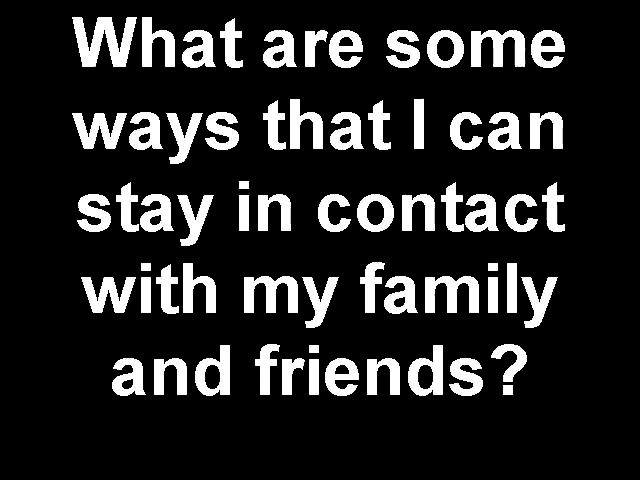 What are some
ways that I can
stay in contact
with my family
and friends?